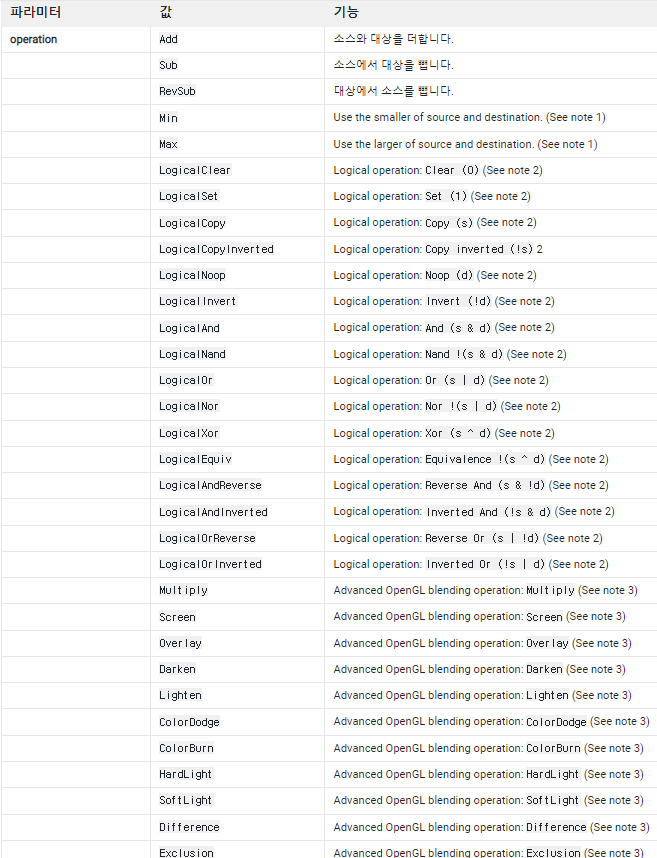 파라미터 값 기능
operation Add 소스와 대상을 더합니다.
Sub 소스에서 대상을 뺍니다.
RevSub 대상에서 소스를 뺍니다.
Min Use the smaller of source and destination. (See note 1)
Max Use the larger of source and destination. (See note 1)
LogicalClear Logical operation: Clear (0) (See note 2)
LogicalSet Logical operation: Set (1) (See note 2)
LogicalCopy Logical operation: Copy (s) (See note 2)
LogicalCopyInverted Logical operation: Copy inverted (!s) 2
LogicalNoop Logical operation: Noop (d) (See note 2)
LogicalInvert Logical operation: Invert (!d) (See note 2)
LogicalAnd Logical operation: And (s & d) (See note 2)
LogicalNand Logical operation: Nand !(s & d) (See note 2)
LogicalOr Logical operation: Or (s | d) (See note 2)
LogicalNor Logical operation: Nor !(s | d) (See note 2)
LogicalXor Logical operation: Xor (s ^ d) (See note 2)
LogicalEquiv Logical operation: Equivalence !(s ^ d) (See note 2)
LogicalAndReverse Logical operation: Reverse And (s & !d) (See note 2)
LogicalAndInverted Logical operation: Inverted And (!s & d) (See note 2)
LogicalOrReverse Logical operation: Reverse Or (s | !d) (See note 2)
LogicalOrInverted Logical operation: Inverted Or (!s | d) (See note 2)
Multiply Advanced OpenGL blending operation: Multiply (See note 3)
Screen Advanced OpenGL blending operation: Screen (See note 3)
Overlay Advanced OpenGL blending operation: Overlay (See note 3)
Darken Advanced OpenGL blending operation: Darken (See note 3)
Lighten Advanced OpenGL blending operation: Lighten (See note 3)
ColorDodge Advanced OpenGL blending operation: ColorDodge (See note 3)
ColorBurn Advanced OpenGL blending operation: ColorBurn (See note 3)
HardLight Advanced OpenGL blending operation: HardLight (See note 3)
SoftLight Advanced OpenGL blending operation: SoftLight (See note 3)
Difference Advanced OpenGL blending operation: Difference (See note 3)
Exclusion Advanced OpenGL blending operation: Exclusion (See note 3)